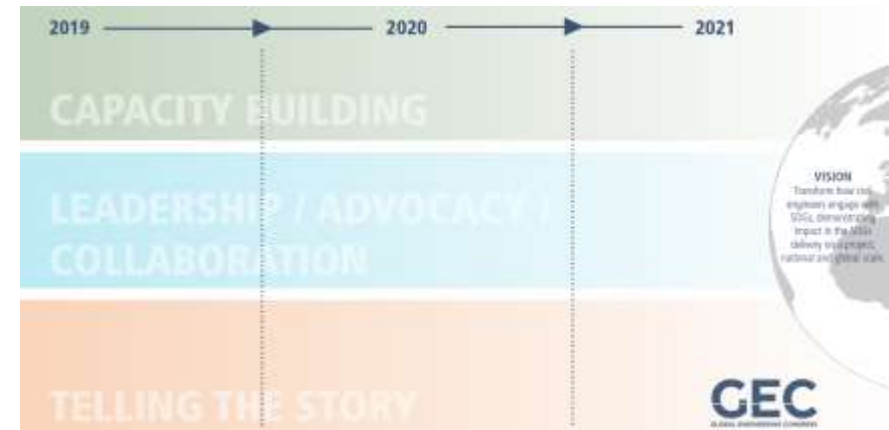 2019 2020 2021
CAPACITY BUILDING
LEADERSHIP / ADVOCACY /
COLLABORATION
VISION
Transform how civil
engineers engage with
SDGs, demonstrating
impact in the SDGs
delivery on a project,
national and global scale
TELLING THE STORY
GEC
GLOBAL ENGINEERING CONGRESS